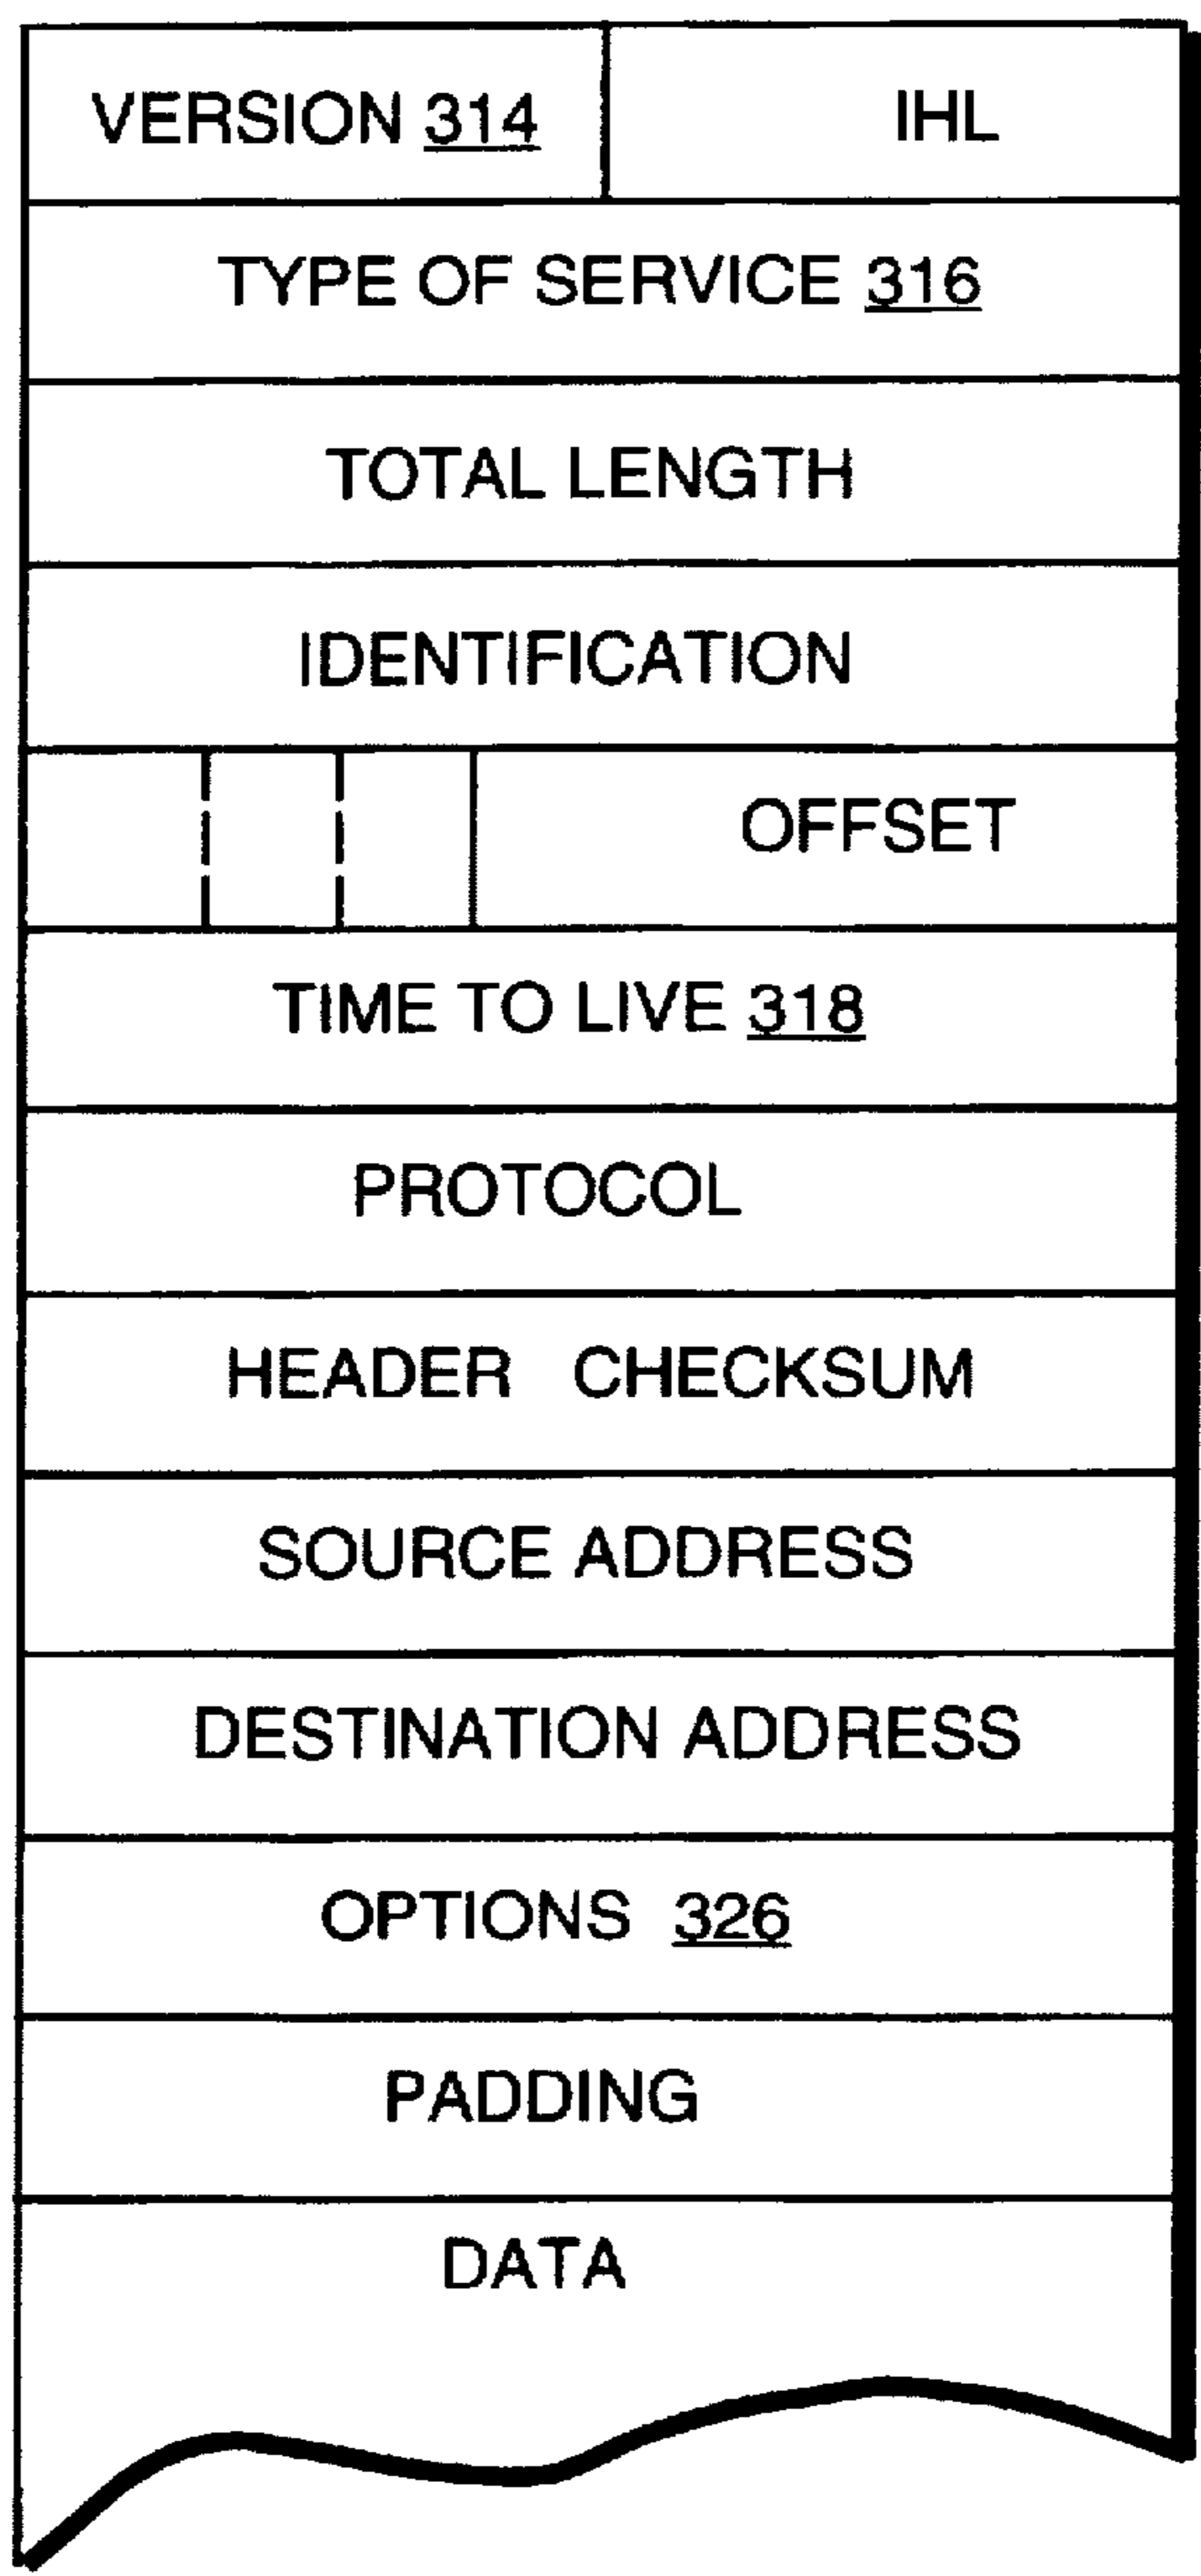 VERSION 314 IHL
TYPE OF SERVICE 316
TOTAL LENGTH
IDENTIFICATION
OFFSET
TIME TO LIVE 318
PROTOCOL
HEADER CHECKSUM
SOURCE ADDRESS
DESTINATION ADDRESS
OPTIONS 326
PADDING
DATA